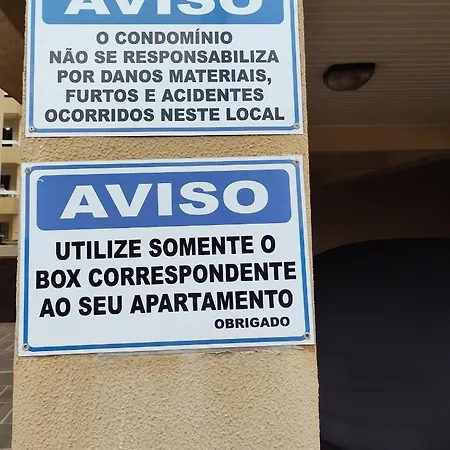 AVISO
O CONDOMÍNIO
NÃO SE RESPONSABILIZA
POR DANOS MATERIAIS,
FURTOS E ACIDENTES
OCORRIDOS NESTE LOCAL
AVISO
UTILIZE SOMENTE O
BOX CORRESPONDENTE
AO SEU APARTAMENTO
OBRIGADO